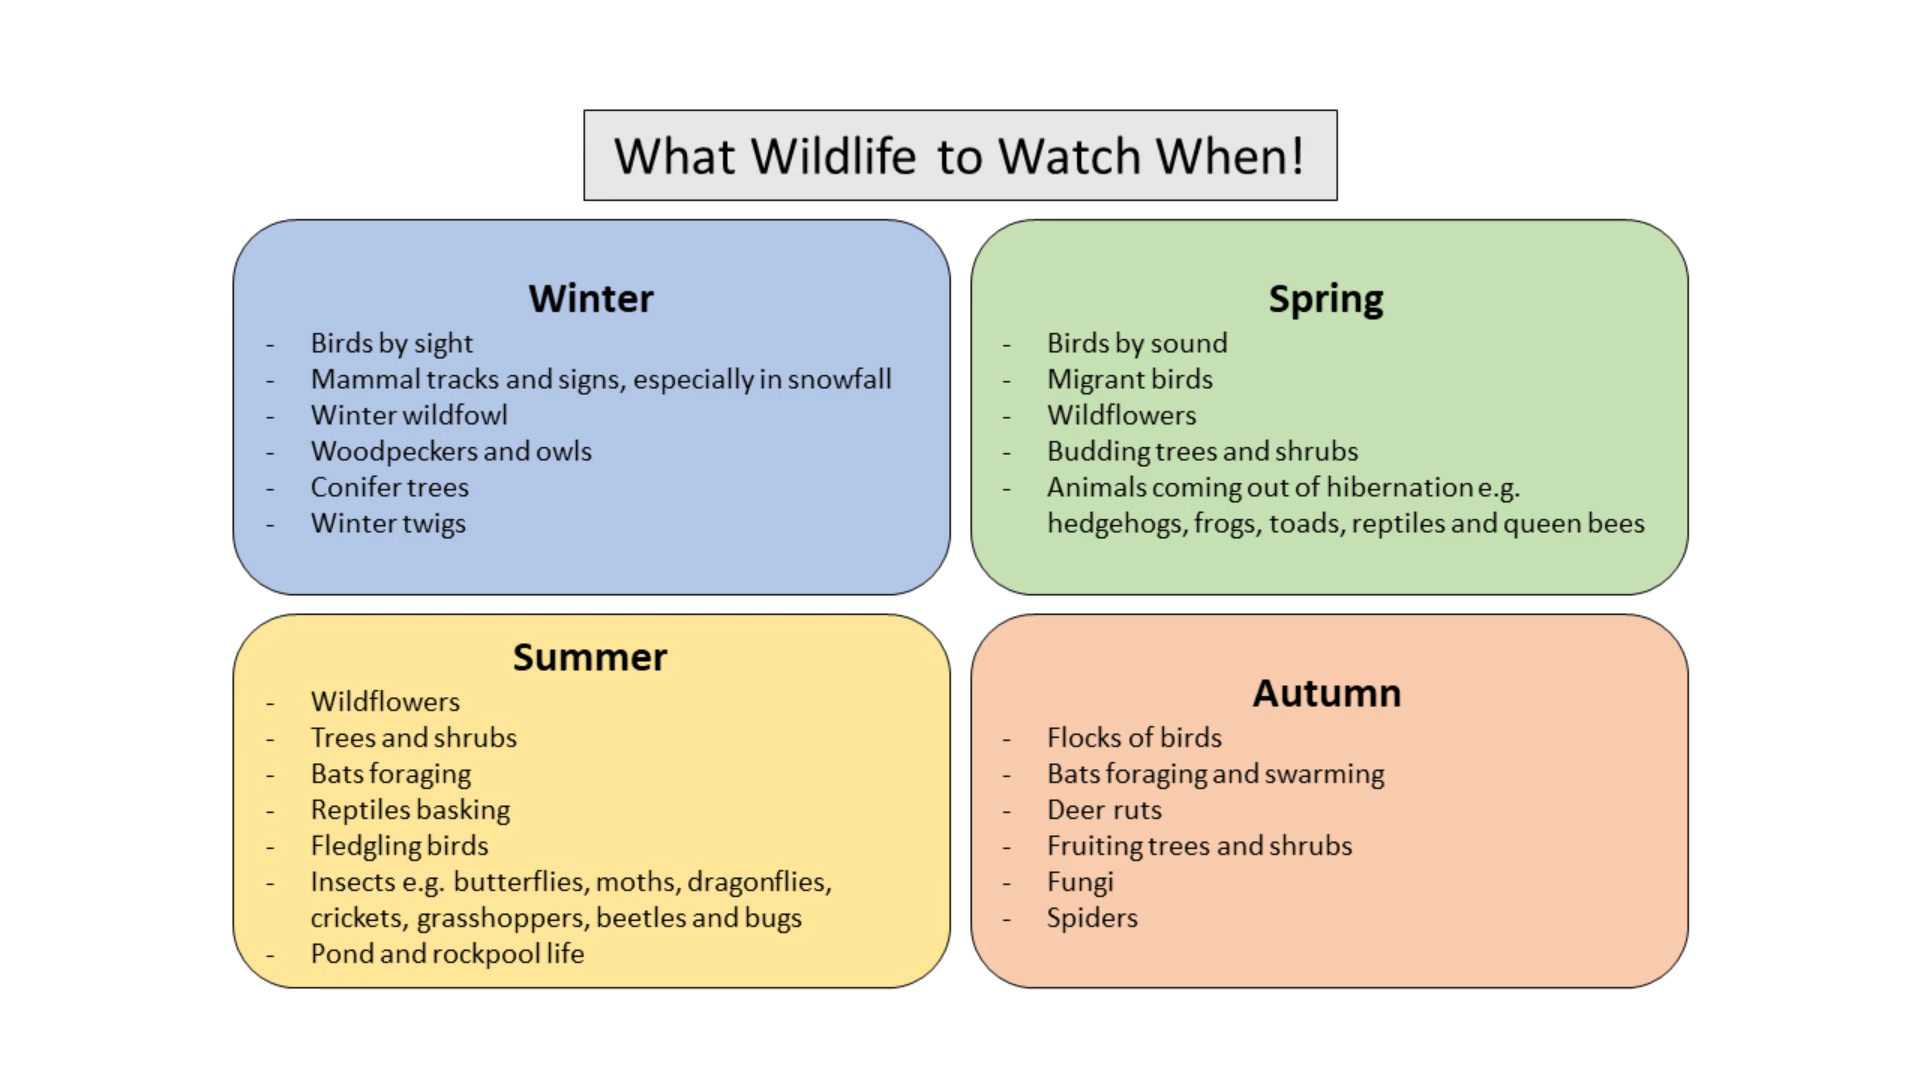 What Wildlife to Watch When!
Winter
- Birds by sight
- Mammal tracks and signs, especially in snowfall
- Winter wildfowl
- Woodpeckers and owls
- Conifer trees
- Winter twigs
Spring
- Birds by sound
- Migrant birds
- Wildflowers
- Budding trees and shrubs
- Animals coming out of hibernation e.g.
hedgehogs, frogs, toads, reptiles and queen bees
Summer
- Wildflowers
- Trees and shrubs
- Bats foraging
- Reptiles basking
- Fledgling birds
- Insects e.g. butterflies, moths, dragonflies,
crickets, grasshoppers, beetles and bugs
- Pond and rockpool life
Autumn
- Flocks of birds
- Bats foraging and swarming
- Deer ruts
- Fruiting trees and shrubs
- Fungi
- Spiders